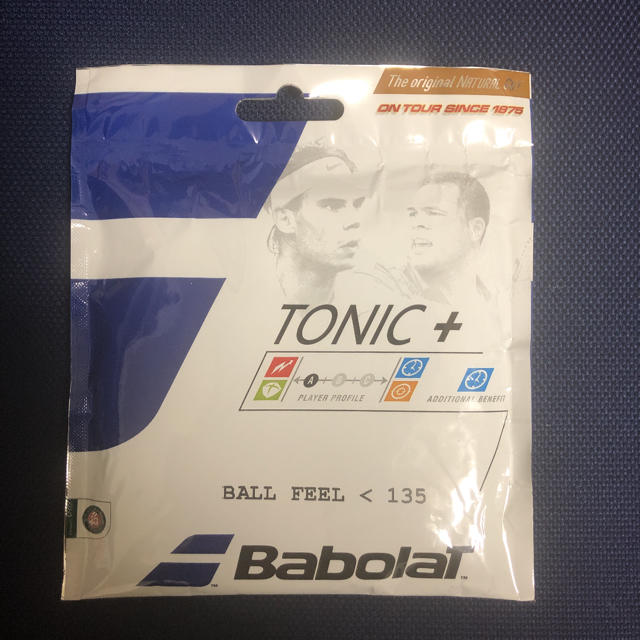 The original NATURAL Gut
ON TOUR SINCE 1875
TONIC +
A B C
PLAYER PROFILE
ADDITIONAL BENEFIT
BALL FEEL < 135
Babolat